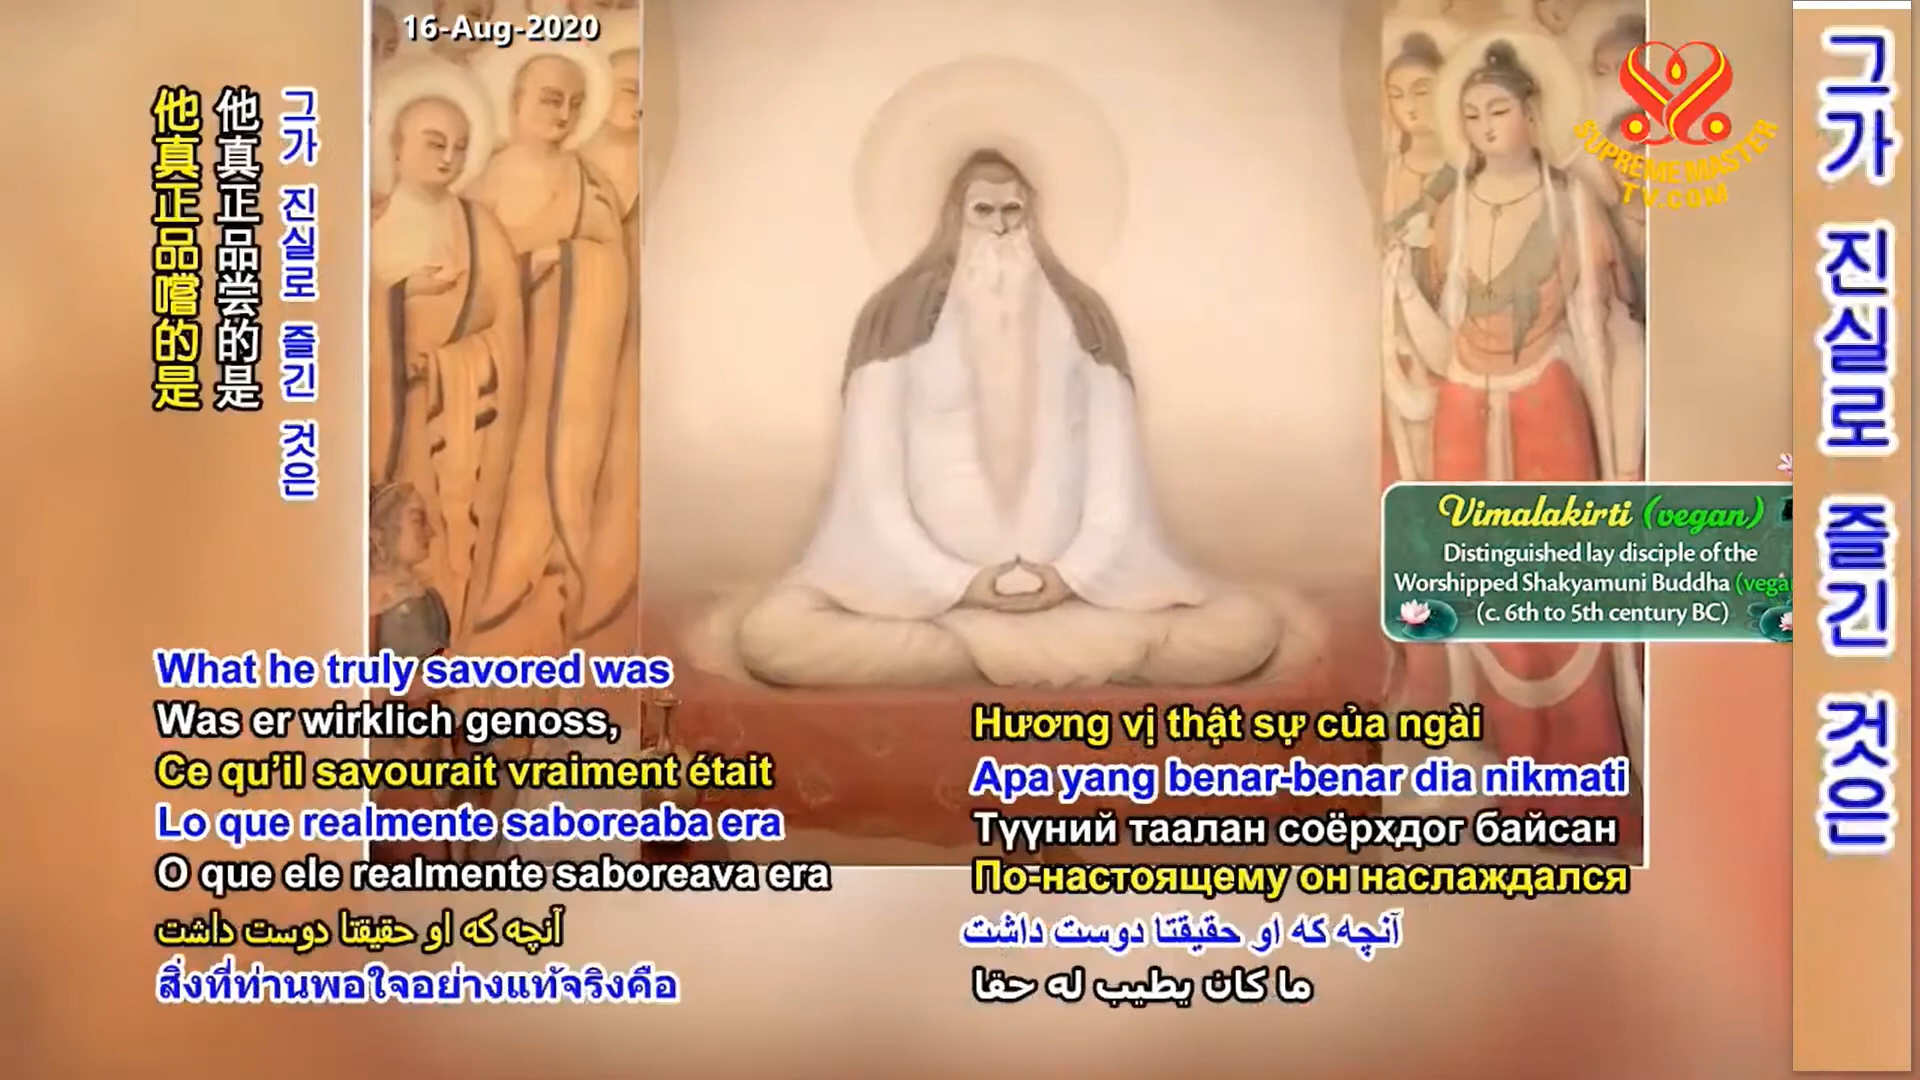 16-Aug-2020
SUPREME MASTER
TV.COM
他真正品嚐的是
他真正品尝的是
그가 진실로 즐긴 것은
그가 진실로 즐긴 것은
Vimalakirti (vegan)
Distinguished lay disciple of the
Worshipped Shakyamuni Buddha (vega
(c. 6th to 5th century BC)
What he truly savored was
Was er wirklich genoss,
Ce qu’il savourait vraiment était
Lo que realmente saboreaba era
O que ele realmente saboreava era
آنچه که او حقیقتا دوست داشت
สิ่งที่ท่านพอใจอย่างแท้จริงคือ
Hương vị thật sự của ngài
Apa yang benar-benar dia nikmati
Түүний таалан соёрхдог байсан
По-настоящему он наслаждался
آنچه که او حقیقتا دوست داشت
ما كان يطيب له حقا